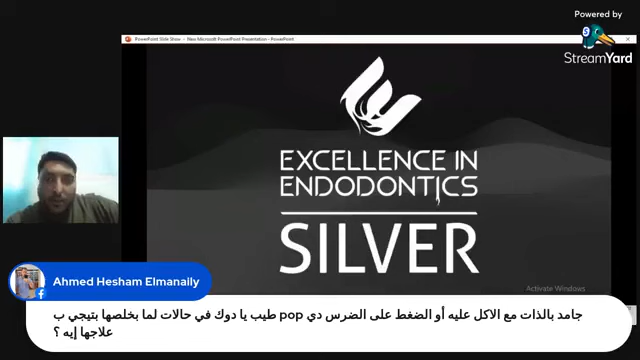 Powered by
StreamYard
PowerPoint Slide Show - New Microsoft PowerPoint Presentation - PowerPoint
EXCELLENCE IN
ENDODONTICS
SILVER
Activate Windows
Ahmed Hesham Elmanaily
جامد بالذات مع الاكل عليه أو الضغط على الضرس دي pop طيب يا دوك في حالات لما بخلصها بتيجي ب
علاجها إيه ؟